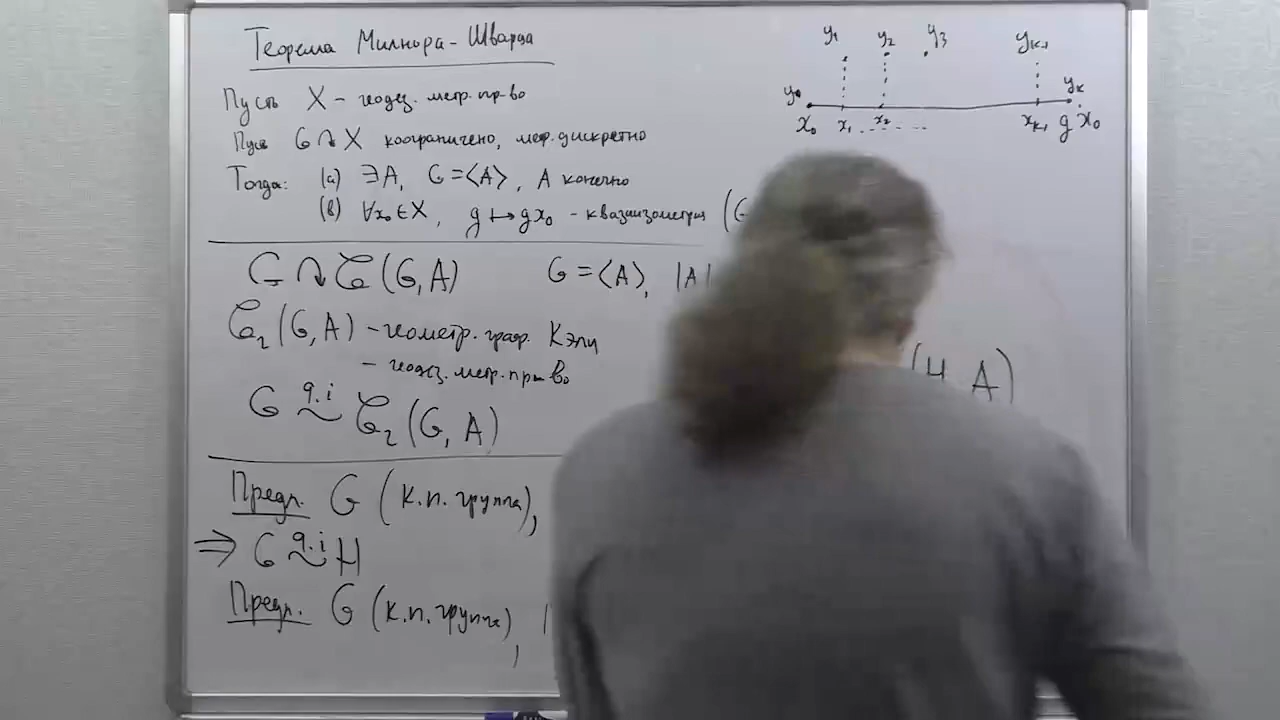 Теорема Милнора-Шварца
Пусть X – геодез. метр. пр-во
Пусть G ↷ X коограничено, метр. дискретно
Тогда: (а) ∃A, G = ⟨A⟩, A конечно
(в) ∀x₀ ∈ X, g ↦ gx₀ – квазиизометрия (G
G ↷ 𝒞(G, A) G = ⟨A⟩, |A|
𝒞₂(G, A) – геометр. граф. Кэли
– геодез. метр. пр-во
G q.i ~ 𝒞₂(G, A)
Предл. G (к.п. группа),
⇒ G q.i ~ H
Предл. G (к.п. группа), |
y₀ y₁ y₂ y₃ yₖ₋₁ yₖ
x₀ x₁ x₂ xₖ₋₁ g x₀
(H, A)